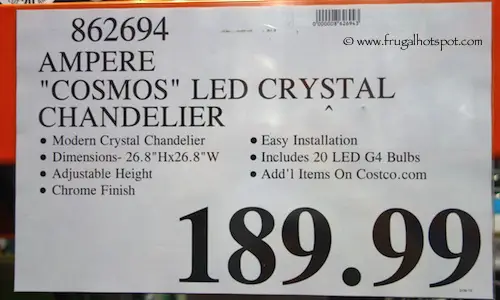 862694
© www.frugalhotspot.com
AMPERE
"COSMOS" LED CRYSTAL
CHANDELIER
• Modern Crystal Chandelier
• Dimensions- 26.8"Hx26.8"W
• Adjustable Height
• Chrome Finish
• Easy Installation
• Includes 20 LED G4 Bulbs
• Add'l Items On Costco.com
189.99